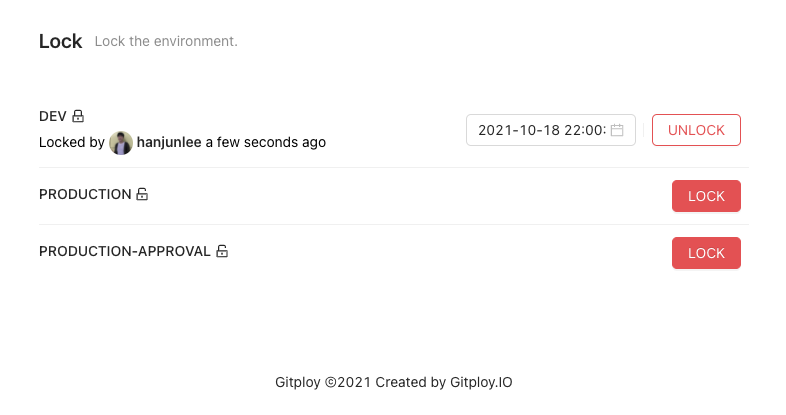 Lock Lock the environment.
DEV
Locked by hanjunlee a few seconds ago
2021-10-18 22:00: UNLOCK
PRODUCTION LOCK
PRODUCTION-APPROVAL LOCK
Gitploy ©2021 Created by Gitploy.IO